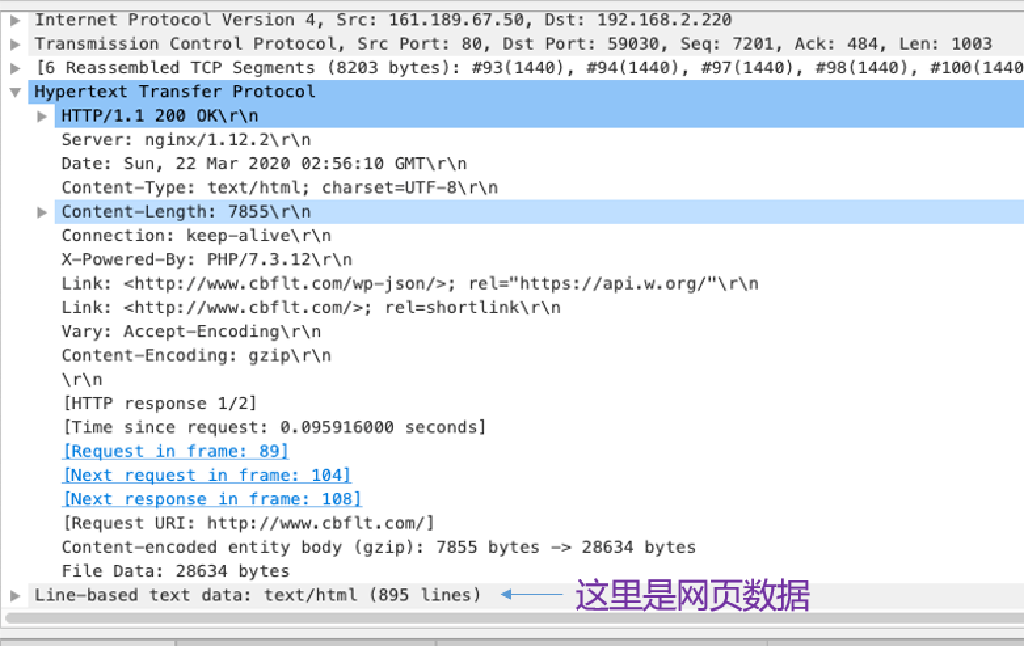 Internet Protocol Version 4, Src: 161.189.67.50, Dst: 192.168.2.220
Transmission Control Protocol, Src Port: 80, Dst Port: 59030, Seq: 7201, Ack: 484, Len: 1003
[6 Reassembled TCP Segments (8203 bytes): #93(1440), #94(1440), #97(1440), #98(1440), #100(1440
Hypertext Transfer Protocol
HTTP/1.1 200 OK\r\n
Server: nginx/1.12.2\r\n
Date: Sun, 22 Mar 2020 02:56:10 GMT\r\n
Content-Type: text/html; charset=UTF-8\r\n
Content-Length: 7855\r\n
Connection: keep-alive\r\n
X-Powered-By: PHP/7.3.12\r\n
Link: <http://www.cbflt.com/wp-json/>; rel="https://api.w.org/"\r\n
Link: <http://www.cbflt.com/>; rel=shortlink\r\n
Vary: Accept-Encoding\r\n
Content-Encoding: gzip\r\n
\r\n
[HTTP response 1/2]
[Time since request: 0.095916000 seconds]
[Request in frame: 89]
[Next request in frame: 104]
[Next response in frame: 108]
[Request URI: http://www.cbflt.com/]
Content-encoded entity body (gzip): 7855 bytes -> 28634 bytes
File Data: 28634 bytes
Line-based text data: text/html (895 lines) 这里是网页数据